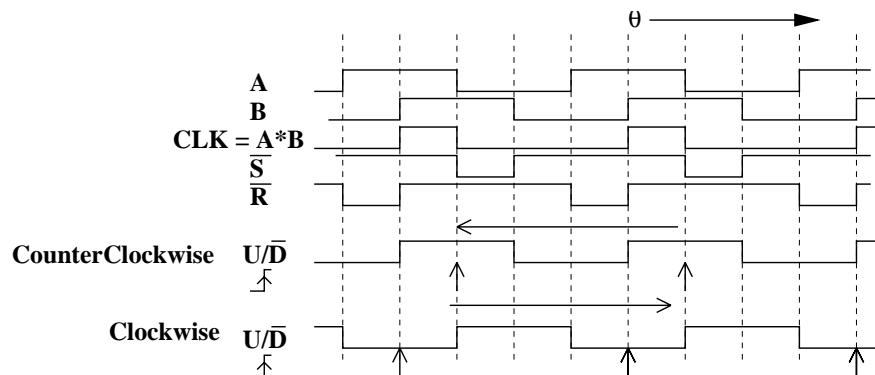 θ
A
B
CLK = A*B
S̅
R̅
CounterClockwise U/D̅
Clockwise U/D̅